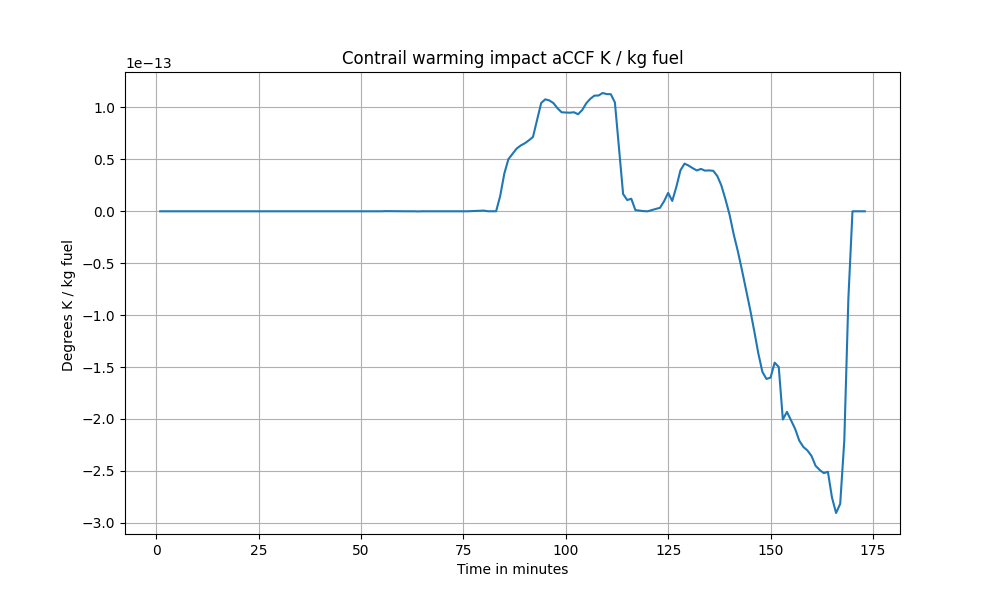 Contrail warming impact aCCF K / kg fuel
1e−13
1.0
0.5
0.0
−0.5
−1.0
−1.5
−2.0
−2.5
−3.0
Degrees K / kg fuel
0 25 50 75 100 125 150 175
Time in minutes